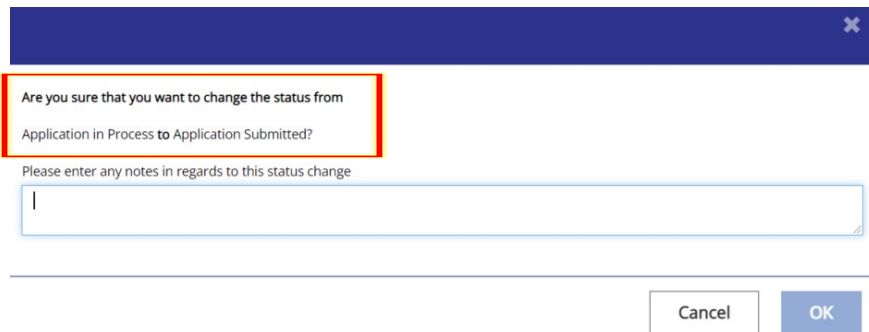 Are you sure that you want to change the status from
Application in Process to Application Submitted?
Please enter any notes in regards to this status change
Cancel OK